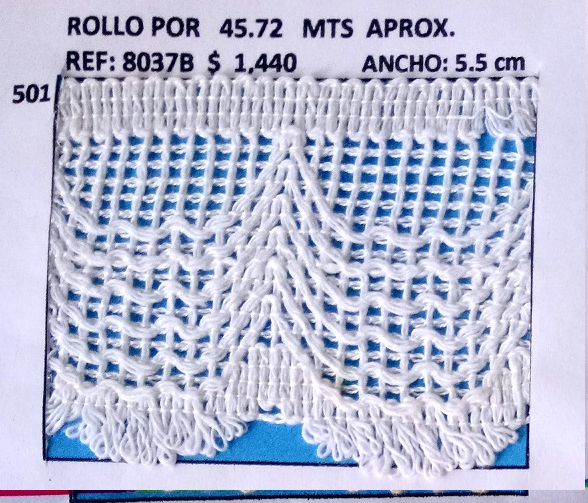 ROLLO POR 45.72 MTS APROX.
REF: 8037B $ 1,440 ANCHO: 5.5 cm
501